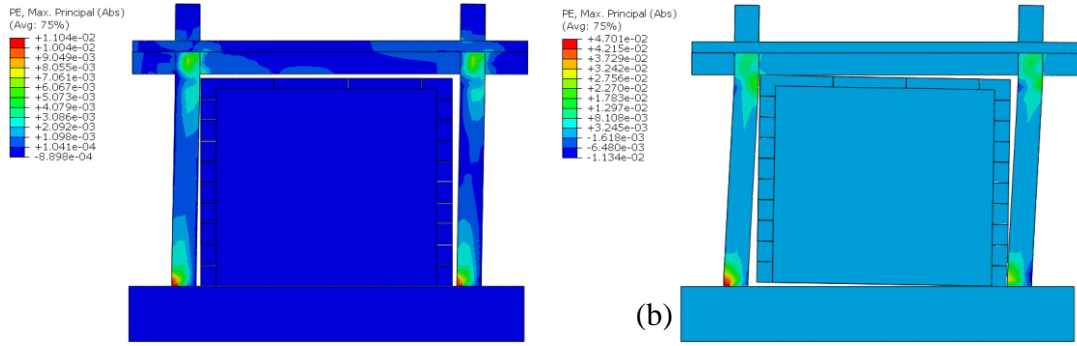 PE, Max. Principal (Abs)
(Avg: 75%)
+1.104e-02
+1.004e-02
+9.049e-03
+8.055e-03
+7.061e-03
+6.067e-03
+5.073e-03
+4.079e-03
+3.086e-03
+2.092e-03
+1.098e-03
+1.041e-04
-8.898e-04
PE, Max. Principal (Abs)
(Avg: 75%)
+4.701e-02
+4.215e-02
+3.729e-02
+3.242e-02
+2.756e-02
+2.270e-02
+1.783e-02
+1.297e-02
+8.108e-03
+3.245e-03
-1.618e-03
-6.480e-03
-1.134e-02
(b)